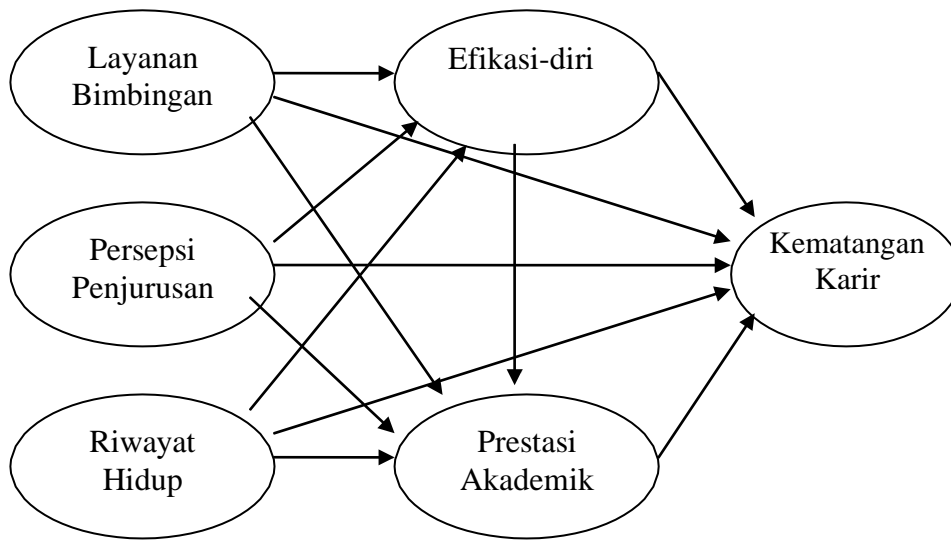 Layanan
Bimbingan
Efikasi-diri
Persepsi
Penjurusan
Kematangan
Karir
Riwayat
Hidup
Prestasi
Akademik